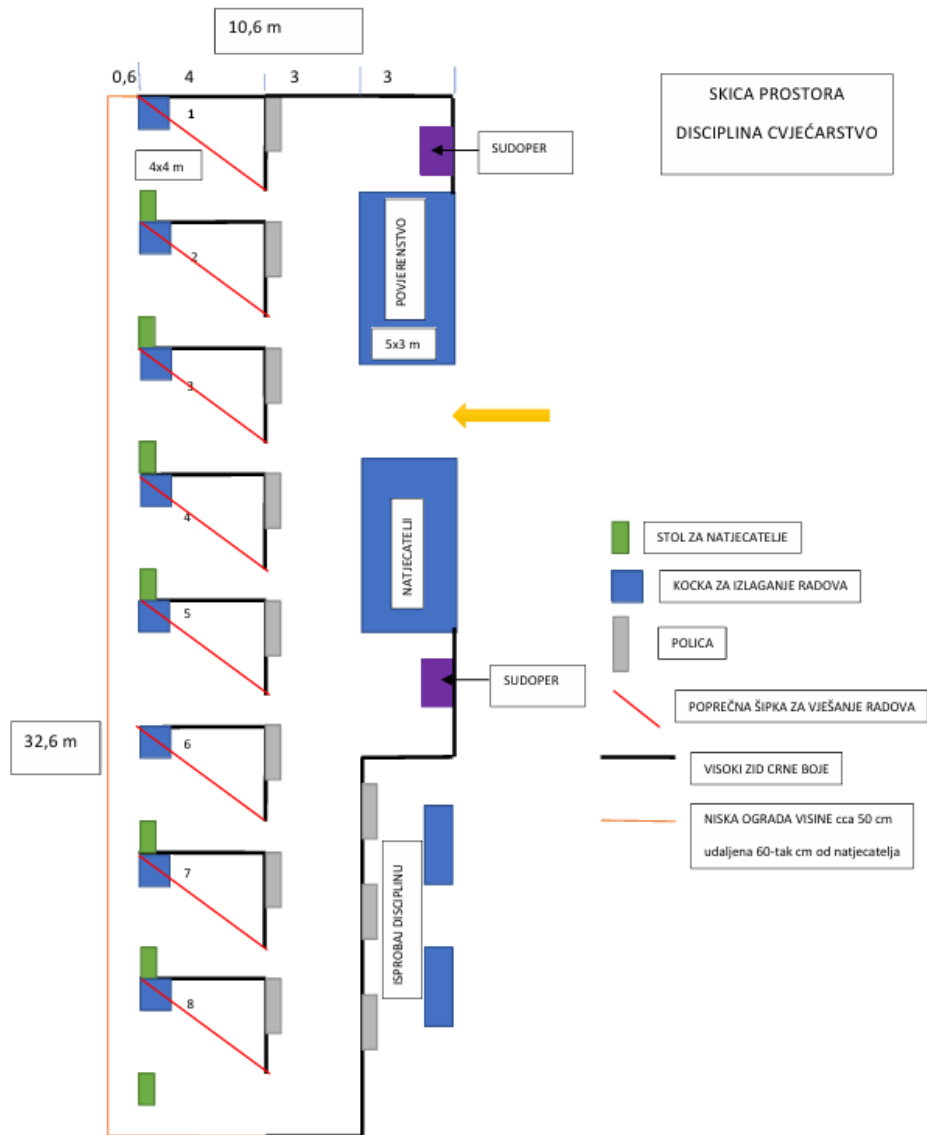 10,6 m
0,6
4
3
3
SKICA PROSTORA
DISCIPLINA CVJEĆARSTVO
1
4x4 m
SUDOPER
2
POVJERENSTVO
5x3 m
3
4
NATJECATELJI
5
SUDOPER
6
32,6 m
7
ISPROBAJ DISCIPLINU
8
STOL ZA NATJECATELJE
KOCKA ZA IZLAGANJE RADOVA
POLICA
POPREČNA ŠIPKA ZA VJEŠANJE RADOVA
VISOKI ZID CRNE BOJE
NISKA OGRADA VISINE cca 50 cm
udaljena 60-tak cm od natjecatelja